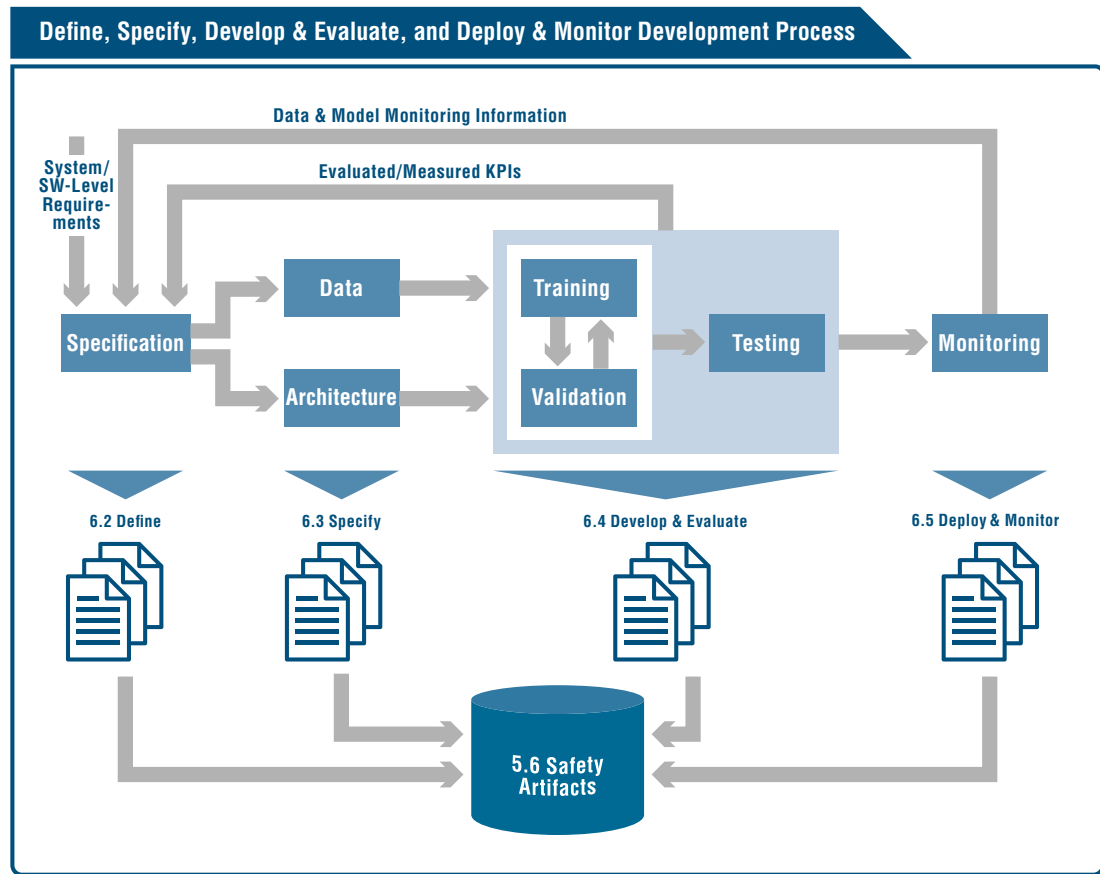 Define, Specify, Develop & Evaluate, and Deploy & Monitor Development Process
Data & Model Monitoring Information
System/
SW-Level
Require-
ments
Evaluated/Measured KPIs
Data
Training
Specification
Testing
Monitoring
Architecture
Validation
6.2 Define
6.3 Specify
6.4 Develop & Evaluate
6.5 Deploy & Monitor
5.6 Safety
Artifacts